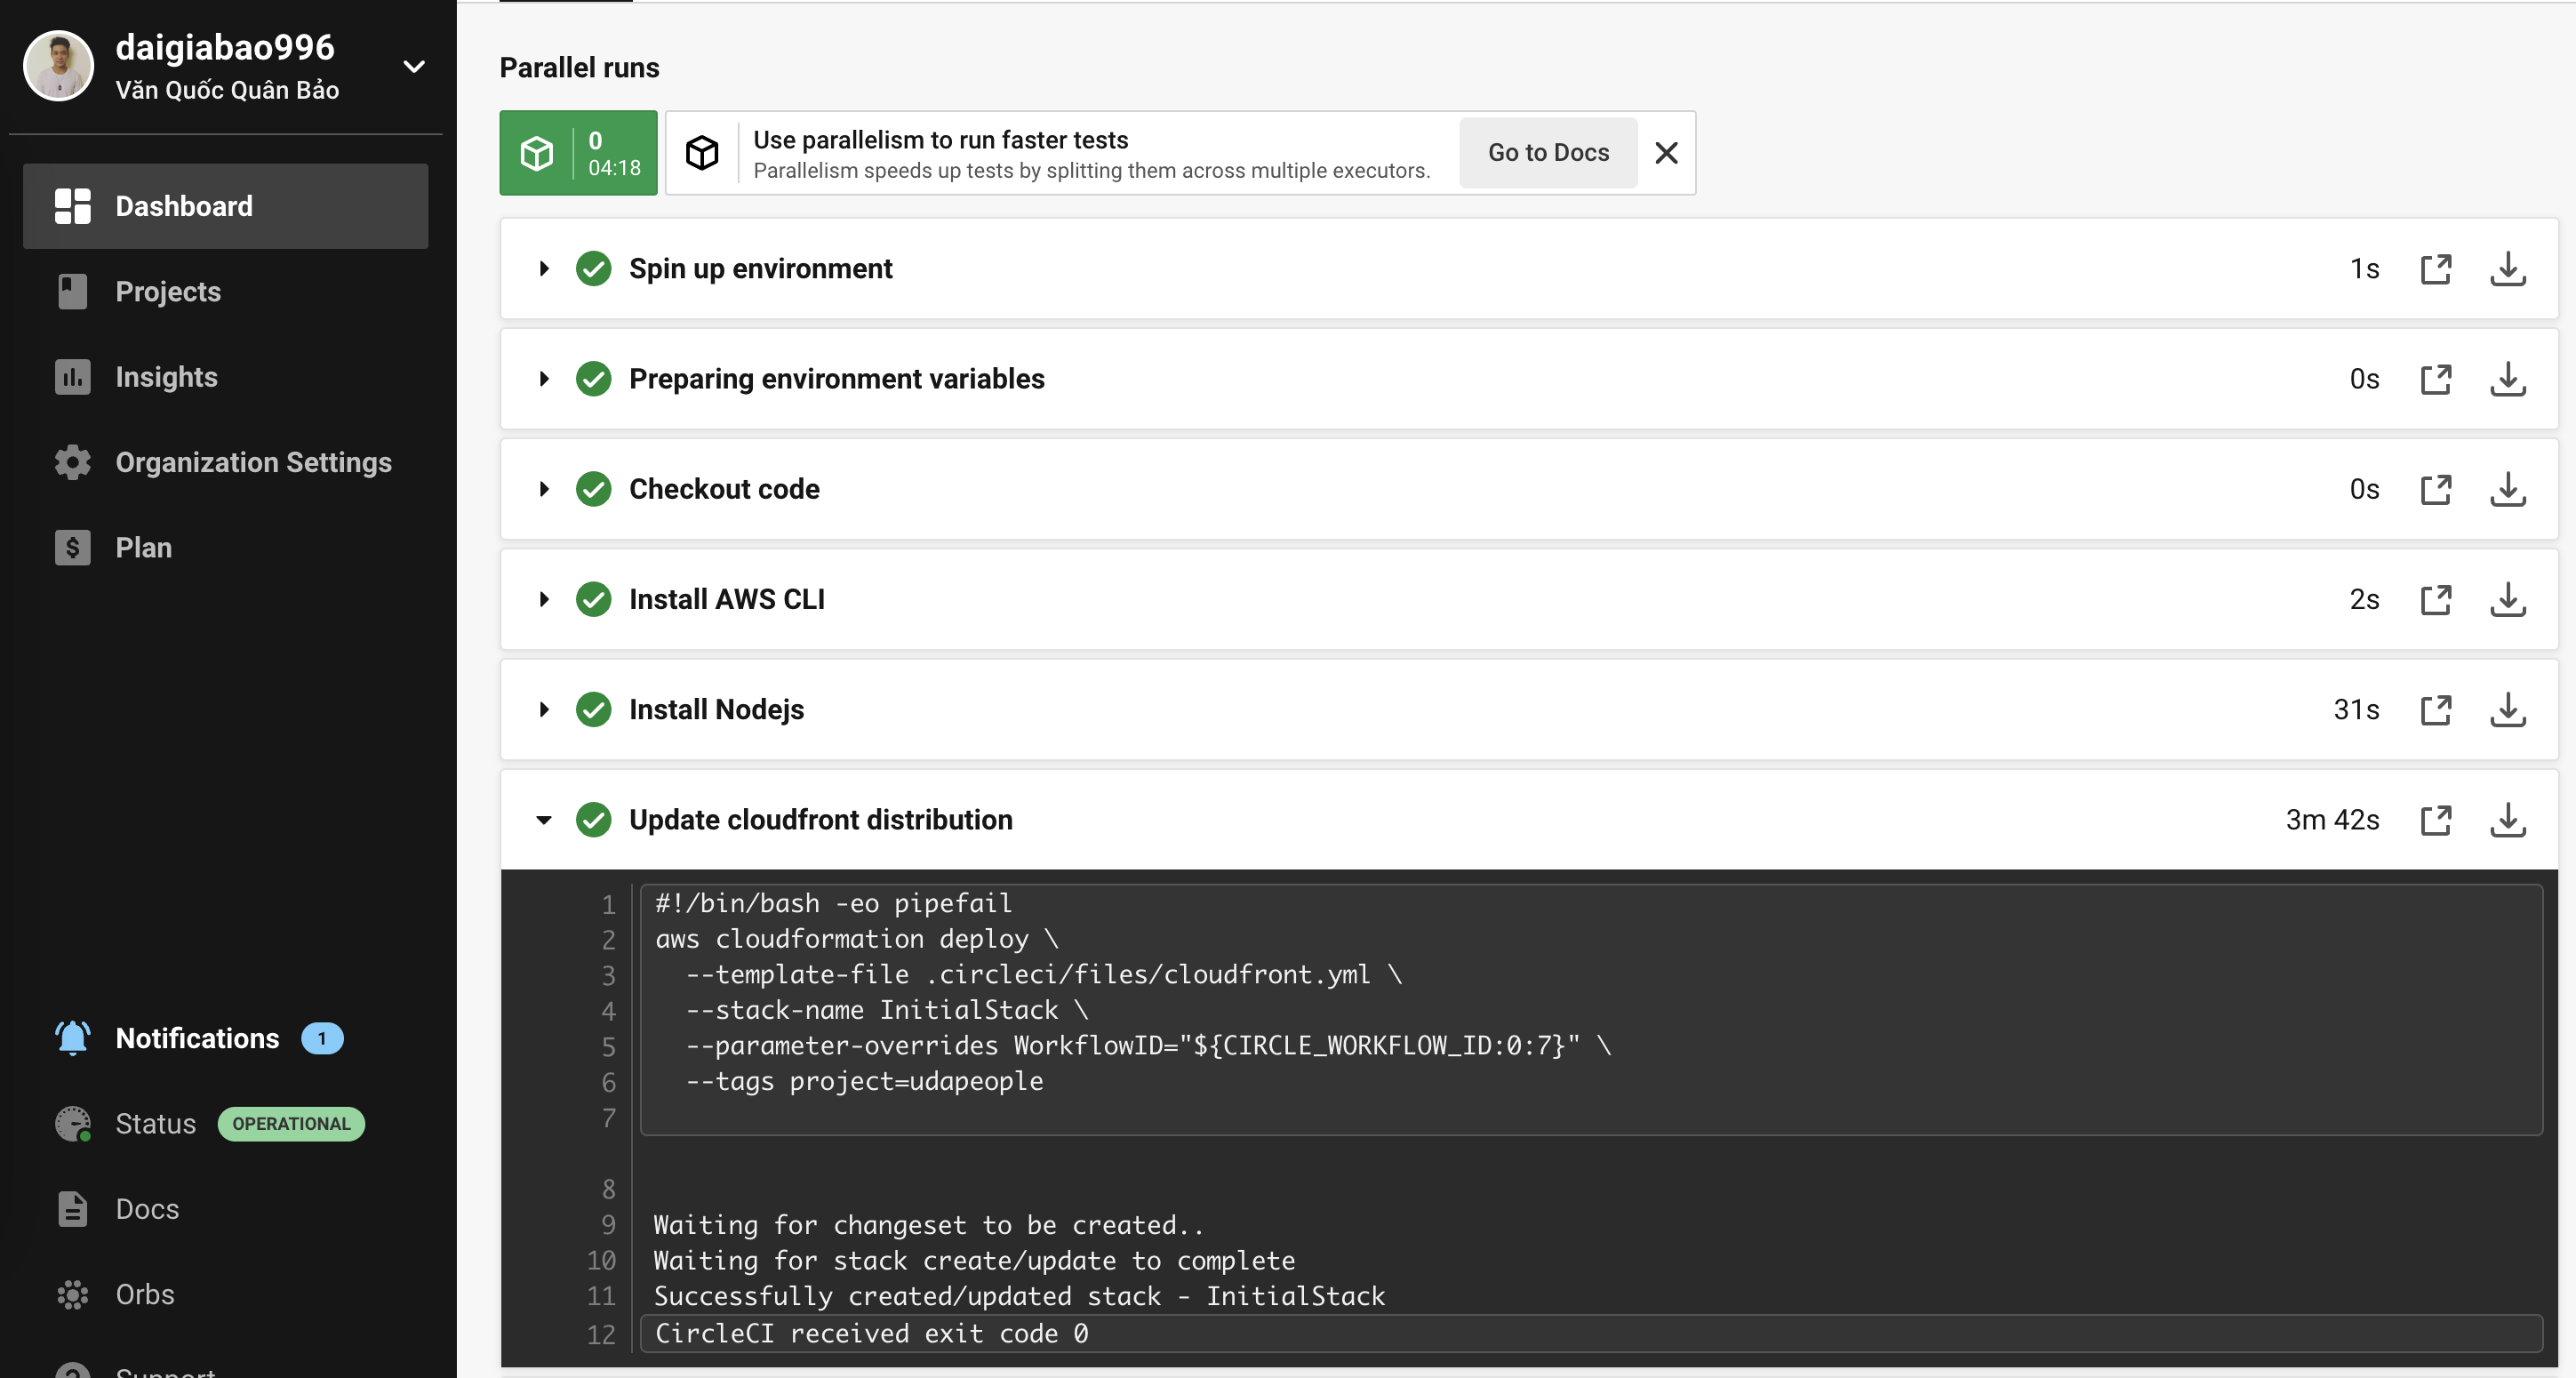 daigiabao996
Văn Quốc Quân Bảo
Dashboard
Projects
Insights
Organization Settings
Plan
Notifications 1
Status OPERATIONAL
Docs
Orbs
Support
Parallel runs
0
04:18
Use parallelism to run faster tests
Parallelism speeds up tests by splitting them across multiple executors.
Go to Docs
Spin up environment 1s
Preparing environment variables 0s
Checkout code 0s
Install AWS CLI 2s
Install Nodejs 31s
Update cloudfront distribution 3m 42s
1 #!/bin/bash -eo pipefail
2 aws cloudformation deploy \
3   --template-file .circleci/files/cloudfront.yml \
4   --stack-name InitialStack \
5   --parameter-overrides WorkflowID="${CIRCLE_WORKFLOW_ID:0:7}" \
6   --tags project=udapeople
7
8
9 Waiting for changeset to be created..
10 Waiting for stack create/update to complete
11 Successfully created/updated stack - InitialStack
12 CircleCI received exit code 0